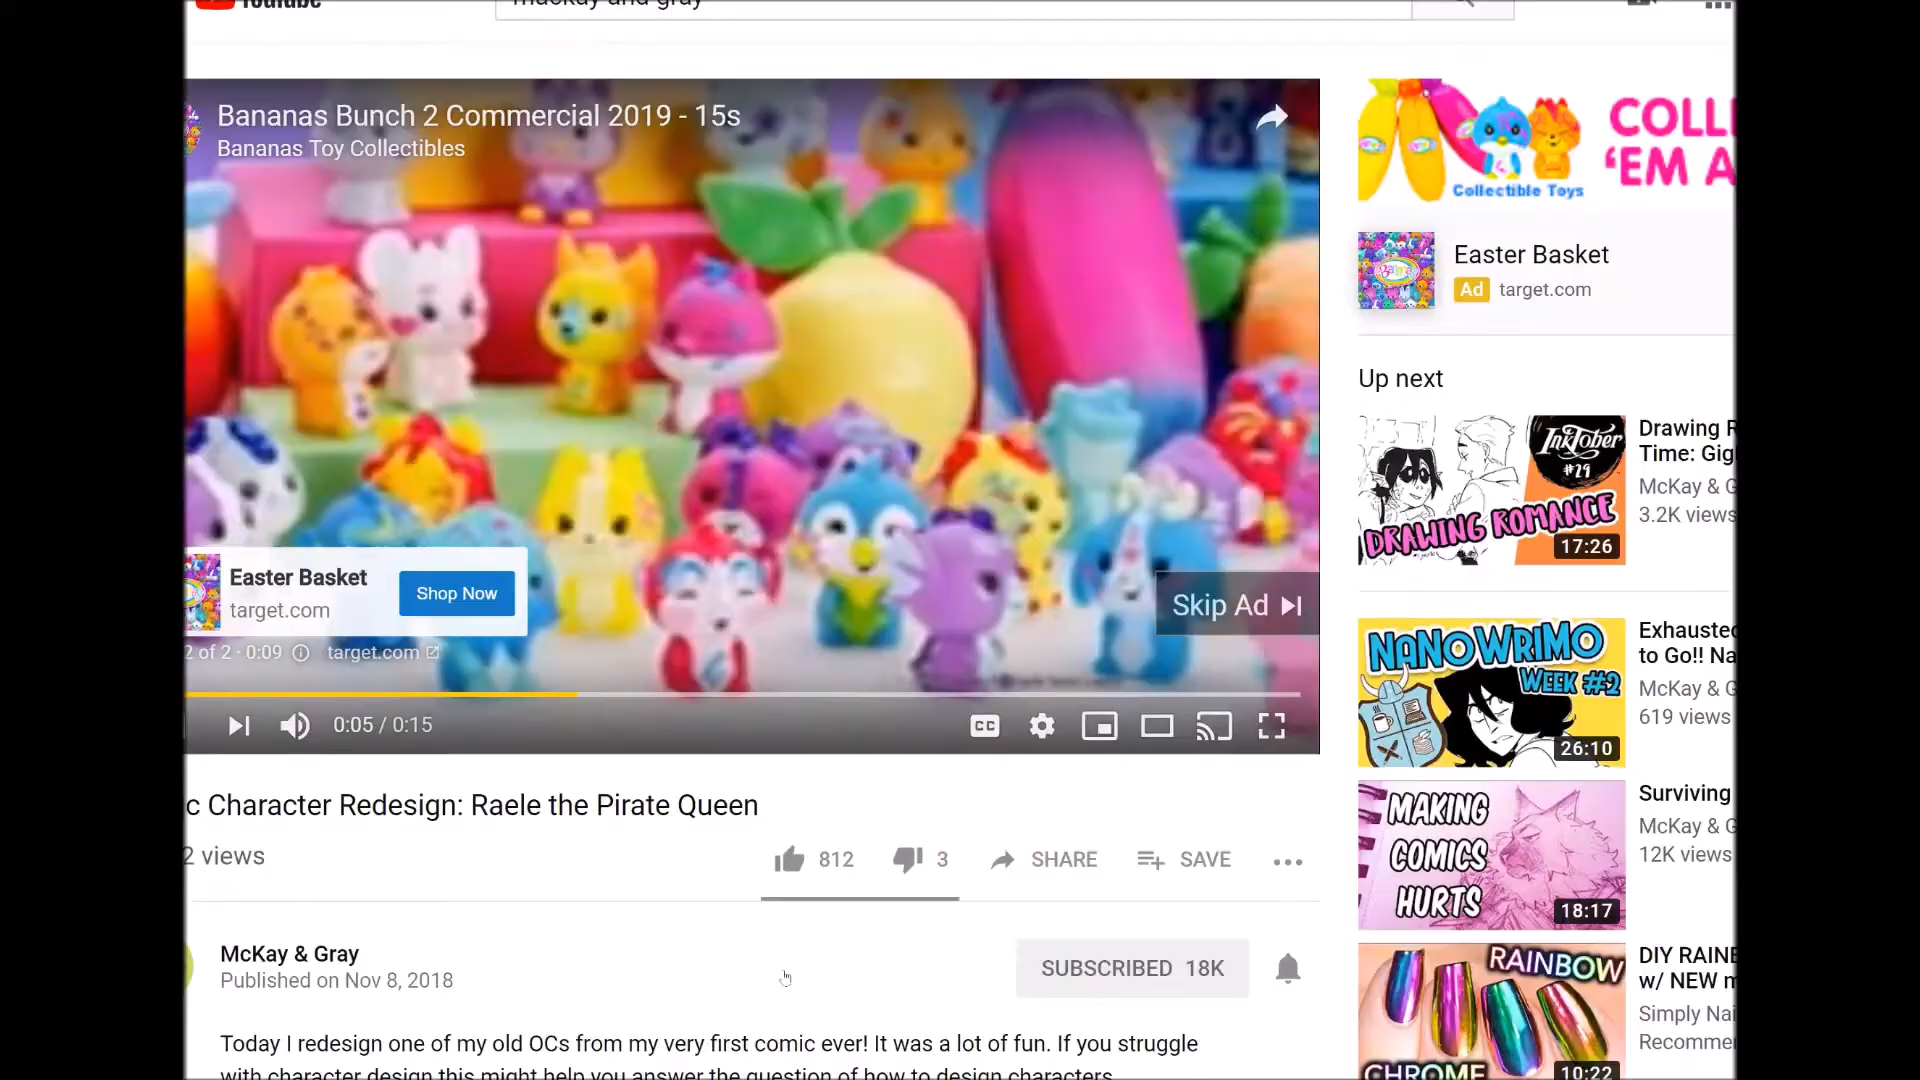 YouTube
mackay and gray
Bananas Bunch 2 Commercial 2019 - 15s
Bananas Toy Collectibles
Easter Basket
target.com
Shop Now
Skip Ad
2 of 2 · 0:09
target.com
0:05 / 0:15
CC
c Character Redesign: Raele the Pirate Queen
2 views
812
3
SHARE
SAVE
McKay & Gray
Published on Nov 8, 2018
SUBSCRIBED 18K
Today I redesign one of my old OCs from my very first comic ever! It was a lot of fun. If you struggle
with character design this might help you answer the question of how to design characters
Collectible Toys
COLL
'EM A
Easter Basket
Ad target.com
Up next
InkTober
#29
DRAWING ROMANCE
17:26
Drawing R
Time: Gig
McKay & G
3.2K views
NANOWRIMO
WEEK #2
26:10
Exhausted
to Go!! Na
McKay & G
619 views
MAKING
COMICS
HURTS
18:17
Surviving
McKay & G
12K views
RAINBOW
CHROME
10:22
DIY RAINB
w/ NEW m
Simply Nai
Recommen